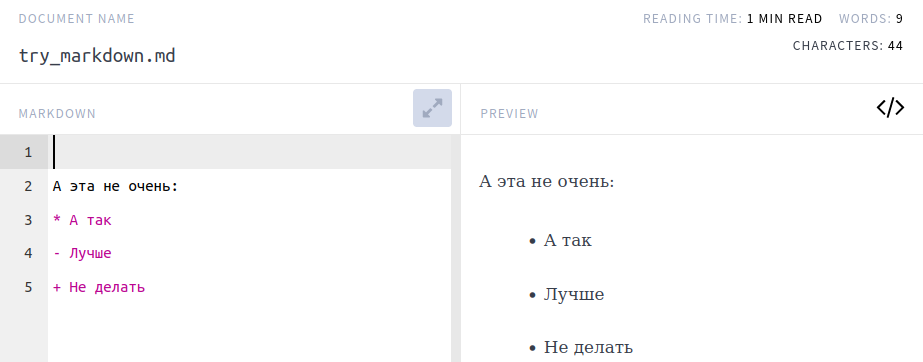 DOCUMENT NAME
READING TIME: 1 MIN READ WORDS: 9
CHARACTERS: 44
try_markdown.md
MARKDOWN
PREVIEW
</>
1
2 А эта не очень:
3 * А так
4 - Лучше
5 + Не делать
А эта не очень:
• А так
• Лучше
• Не делать